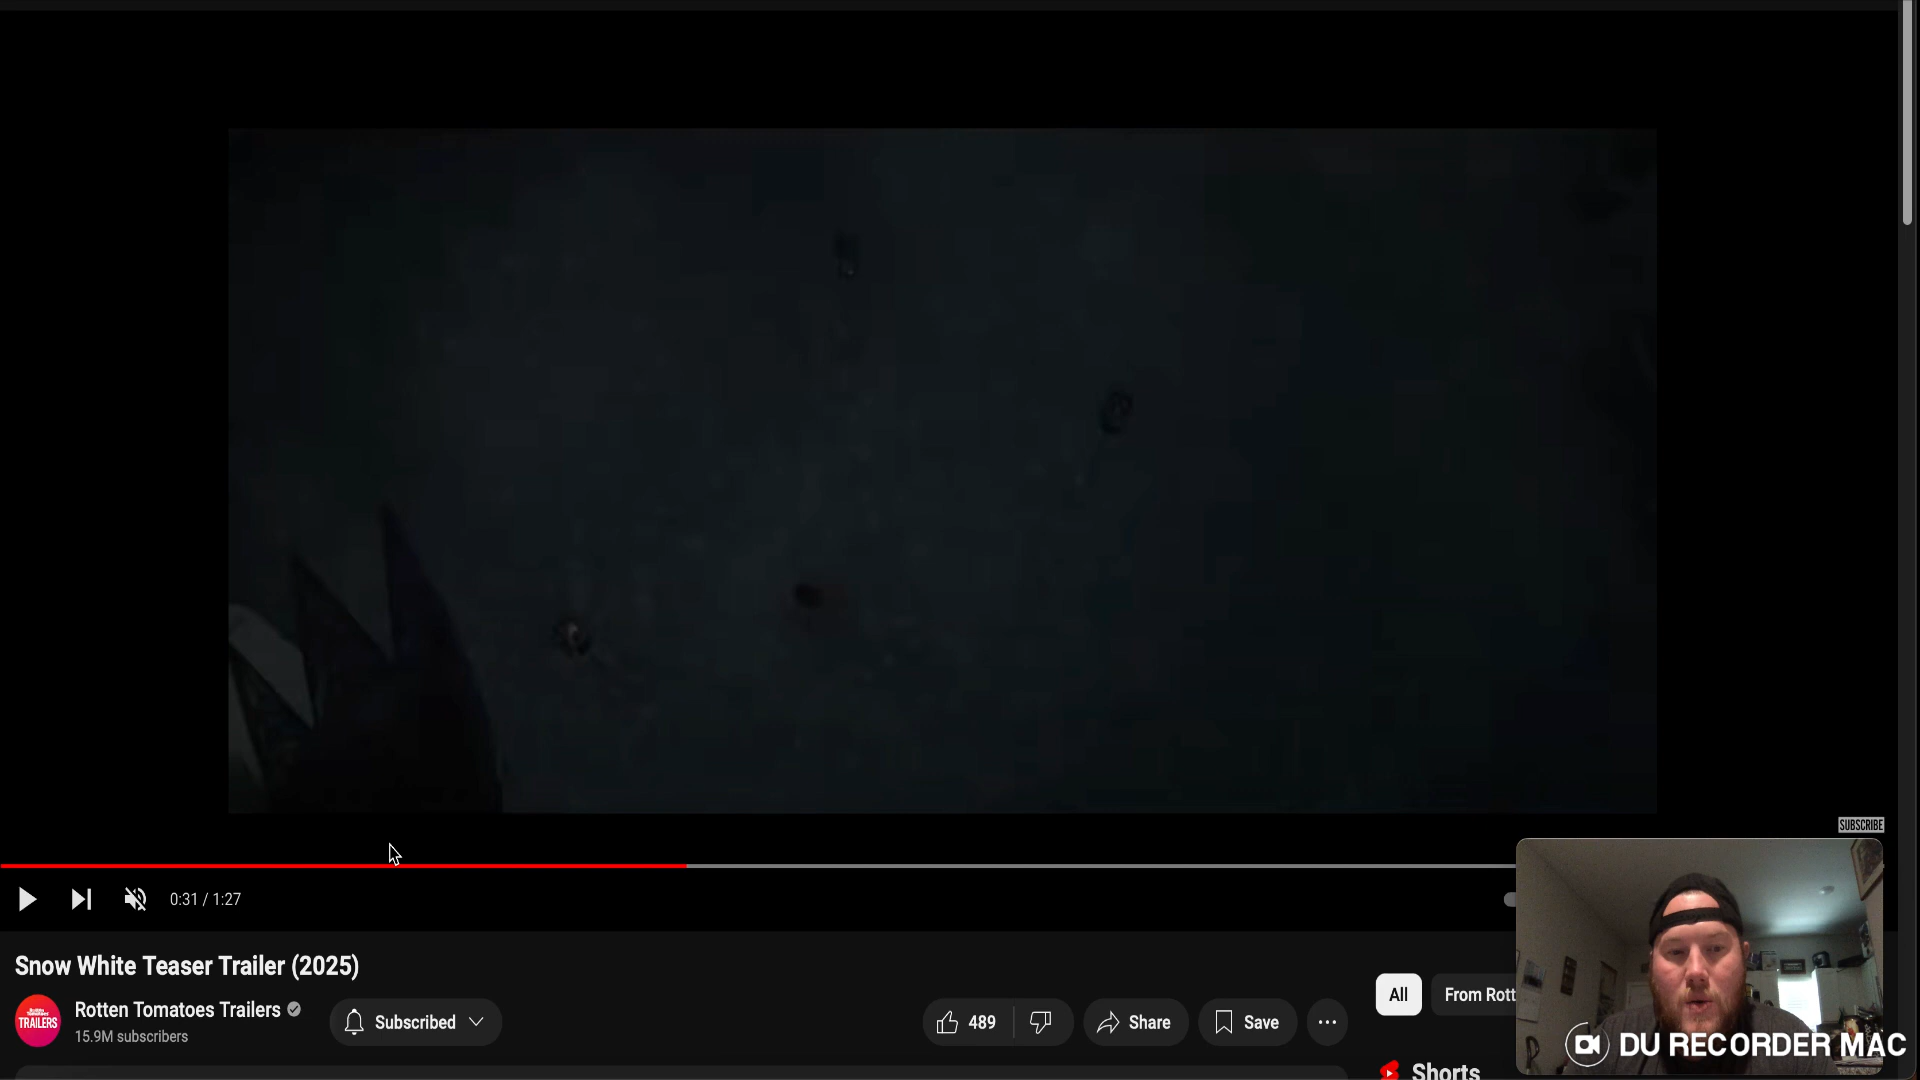 SUBSCRIBE
0:31 / 1:27
Snow White Teaser Trailer (2025)
TRAILERS
Rotten Tomatoes Trailers
15.9M subscribers
Subscribed
489
Share
Save
All
From Rott
Shorts
DU RECORDER MAC